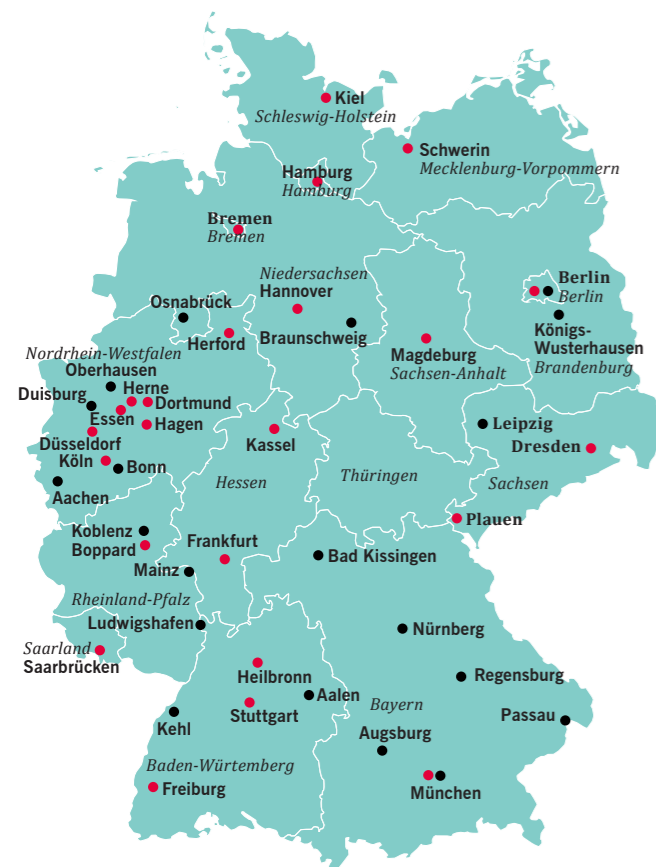 Kiel
Schleswig-Holstein
Schwerin
Mecklenburg-Vorpommern
Hamburg
Hamburg
Bremen
Bremen
Niedersachsen
Hannover
Berlin
Berlin
Osnabrück
Herford
Braunschweig
Königs-
Wusterhausen
Brandenburg
Magdeburg
Sachsen-Anhalt
Nordrhein-Westfalen
Oberhausen
Herne
Duisburg
Dortmund
Essen
Hagen
Düsseldorf
Köln
Bonn
Aachen
Kassel
Leipzig
Dresden
Hessen
Thüringen
Sachsen
Plauen
Koblenz
Boppard
Frankfurt
Bad Kissingen
Mainz
Rheinland-Pfalz
Ludwigshafen
Nürnberg
Saarland
Saarbrücken
Heilbronn
Regensburg
Aalen
Stuttgart
Bayern
Passau
Kehl
Augsburg
Baden-Würtemberg
Freiburg
München